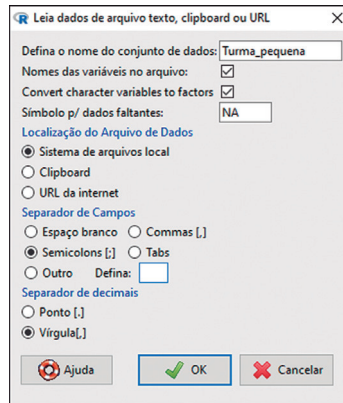 Leia dados de arquivo texto, clipboard ou URL
Defina o nome do conjunto de dados: Turma_pequena
Nomes das variáveis no arquivo:
Convert character variables to factors
Símbolo p/ dados faltantes: NA
Localização do Arquivo de Dados
Sistema de arquivos local
Clipboard
URL da internet
Separador de Campos
Espaço branco Commas [,]
Semicolons [;] Tabs
Outro Defina:
Separador de decimais
Ponto [.]
Vírgula[,]
Ajuda OK Cancelar